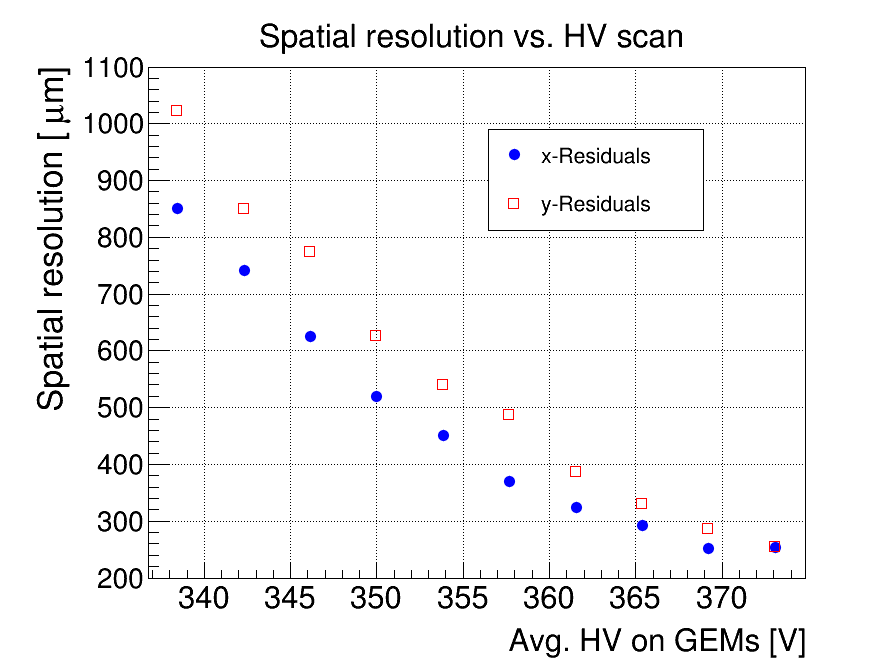 Spatial resolution vs. HV scan
Spatial resolution [μm]
1100
1000
900
800
700
600
500
400
300
200
x-Residuals
y-Residuals
340 345 350 355 360 365 370
Avg. HV on GEMs [V]